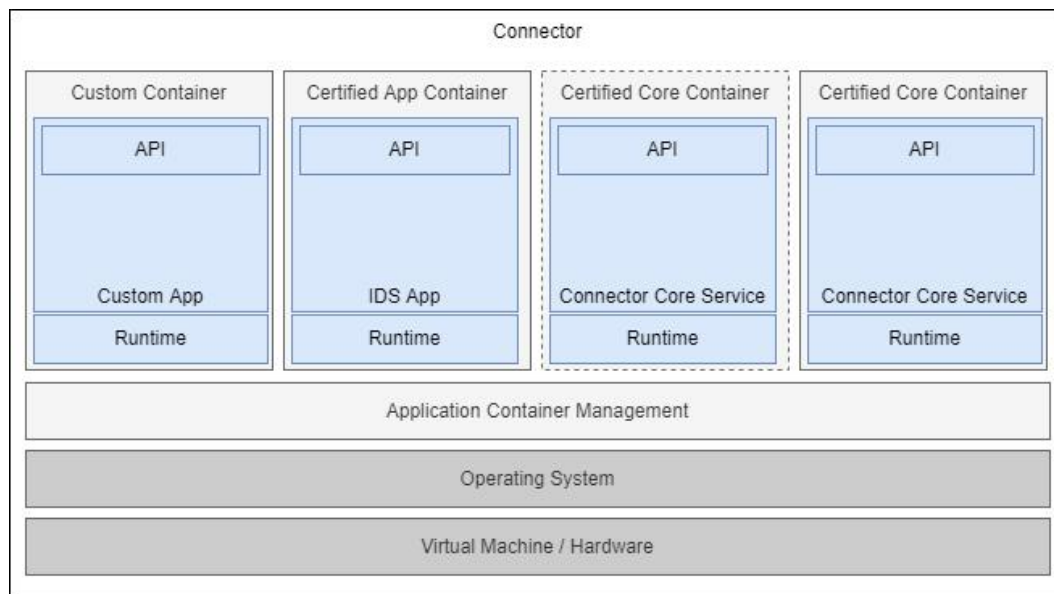 Connector
Custom Container
API
Custom App
Runtime
Certified App Container
API
IDS App
Runtime
Certified Core Container
API
Connector Core Service
Runtime
Certified Core Container
API
Connector Core Service
Runtime
Application Container Management
Operating System
Virtual Machine / Hardware